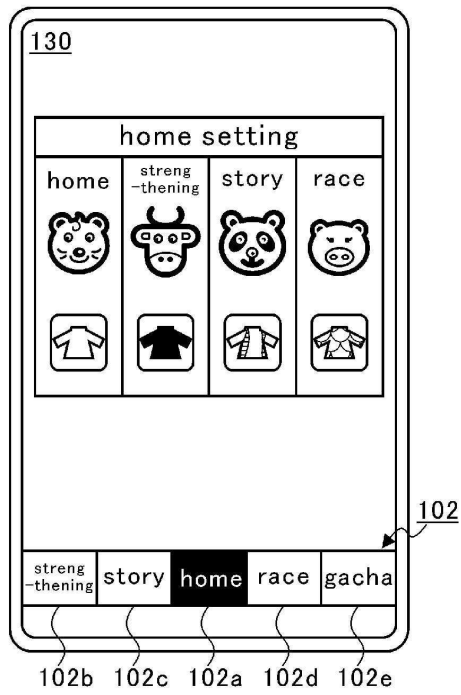 130
home setting
home
streng
-thening
story
race
102
streng
-thening
story
home
race
gacha
102b
102c
102a
102d
102e